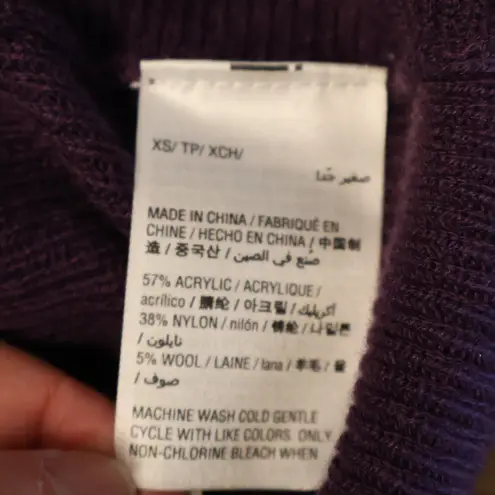 XS/ TP/ XCH/
صغير جدًا
MADE IN CHINA / FABRIQUÉ EN
CHINE / HECHO EN CHINA / 中国制
造 / 중국산 / صنع في الصين /
57% ACRYLIC / ACRYLIQUE /
acrílico / 腈纶 / 아크릴 / أكريليك /
38% NYLON / nilón / 锦纶 / 나일론
/ نايلون /
5% WOOL / LAINE / lana / 羊毛 / 울
/ صوف /
MACHINE WASH COLD GENTLE
CYCLE WITH LIKE COLORS. ONLY
NON-CHLORINE BLEACH WHEN